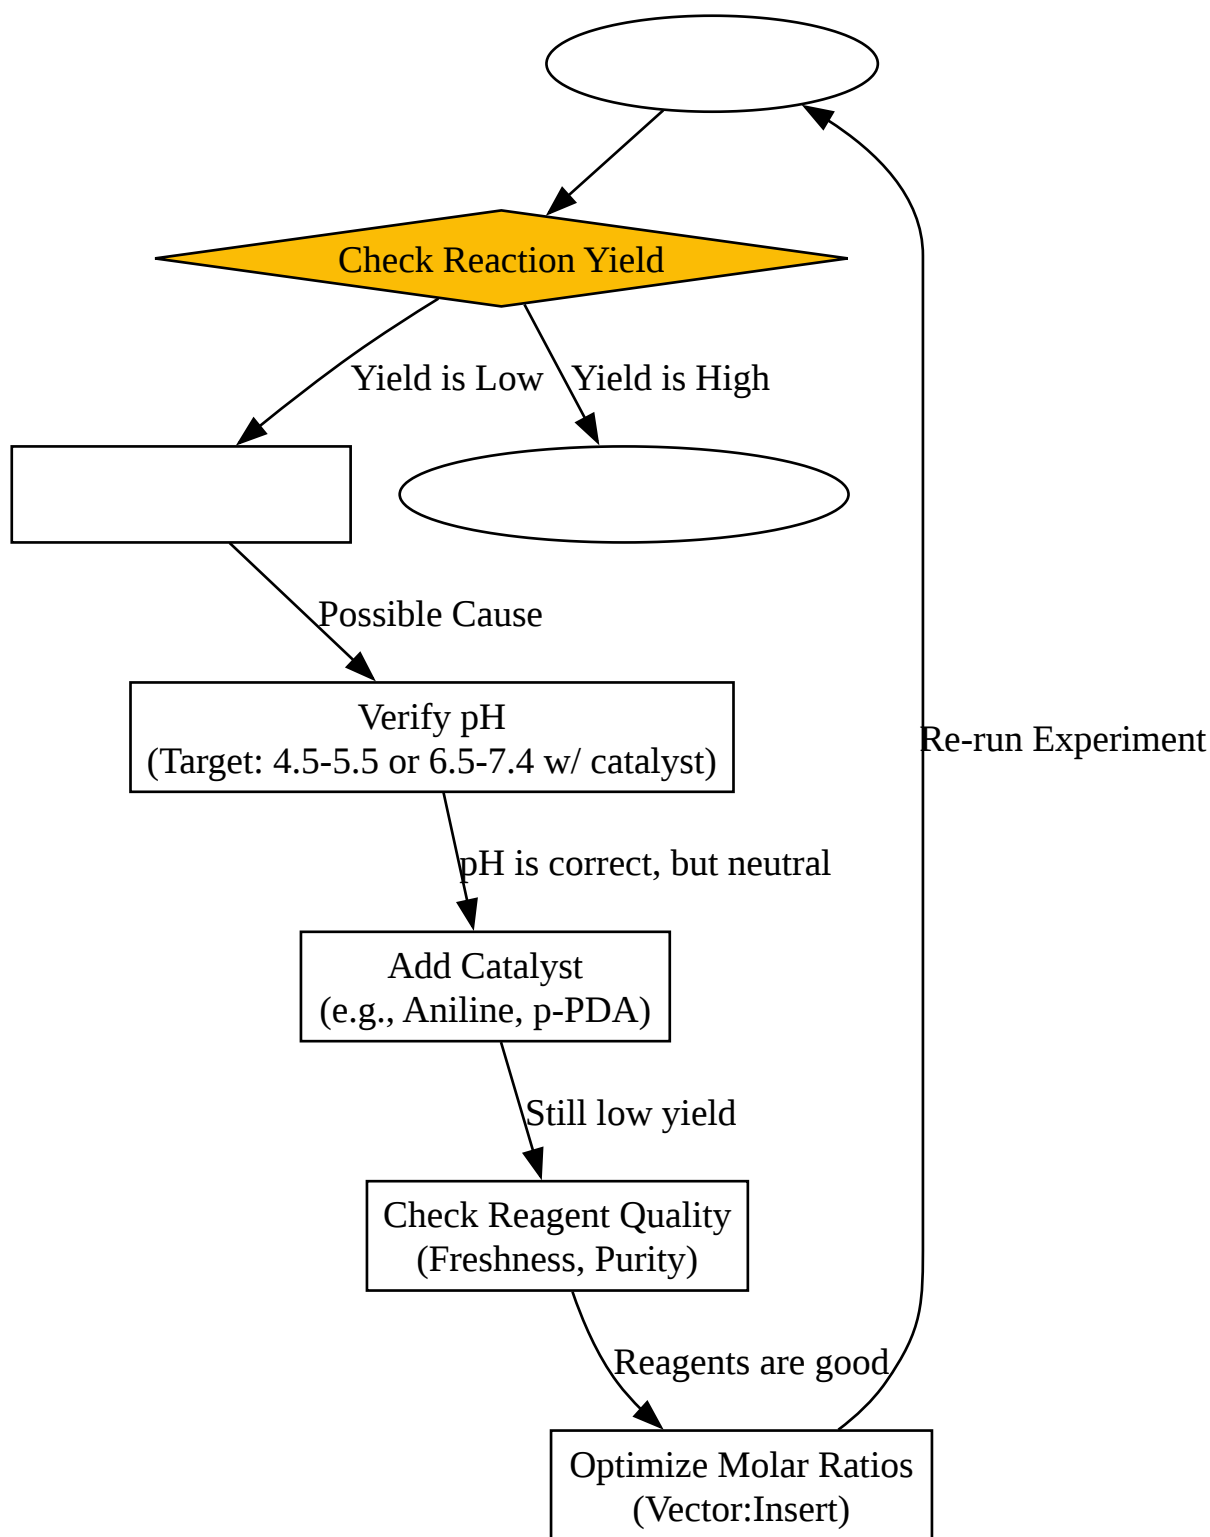 Check Reaction Yield
Yield is Low
Yield is High
Possible Cause
Verify pH
(Target: 4.5-5.5 or 6.5-7.4 w/ catalyst)
Re-run Experiment
pH is correct, but neutral
Add Catalyst
(e.g., Aniline, p-PDA)
Still low yield
Check Reagent Quality
(Freshness, Purity)
Reagents are good
Optimize Molar Ratios
(Vector:Insert)